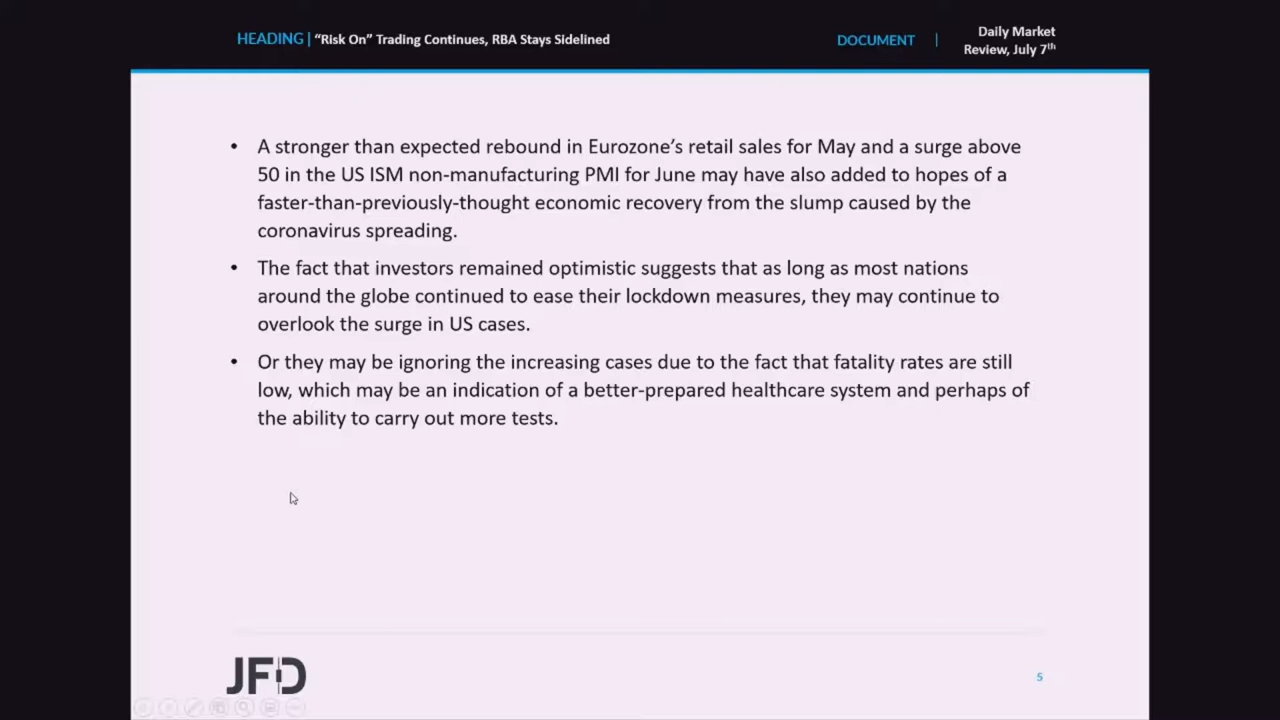 HEADING | “Risk On” Trading Continues, RBA Stays Sidelined
DOCUMENT |
Daily Market
Review, July 7th
• A stronger than expected rebound in Eurozone’s retail sales for May and a surge above
50 in the US ISM non-manufacturing PMI for June may have also added to hopes of a
faster-than-previously-thought economic recovery from the slump caused by the
coronavirus spreading.
• The fact that investors remained optimistic suggests that as long as most nations
around the globe continued to ease their lockdown measures, they may continue to
overlook the surge in US cases.
• Or they may be ignoring the increasing cases due to the fact that fatality rates are still
low, which may be an indication of a better-prepared healthcare system and perhaps of
the ability to carry out more tests.
JFD
5